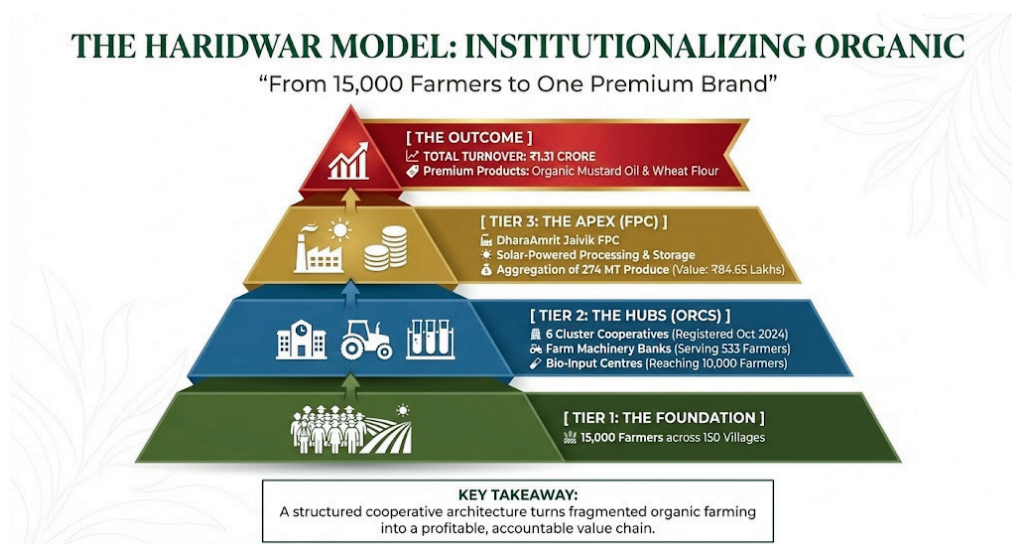 THE HARIDWAR MODEL: INSTITUTIONALIZING ORGANIC
“From 15,000 Farmers to One Premium Brand”
[ THE OUTCOME ]
TOTAL TURNOVER: ₹1.31 CRORE
Premium Products: Organic Mustard Oil & Wheat Flour
[ TIER 3: THE APEX (FPC) ]
DharaAmrit Jaivik FPC
Solar-Powered Processing & Storage
Aggregation of 274 MT Produce (Value: ₹84.65 Lakhs)
[ TIER 2: THE HUBS (ORCS) ]
6 Cluster Cooperatives (Registered Oct 2024)
Farm Machinery Banks (Serving 533 Farmers)
Bio-Input Centres (Reaching 10,000 Farmers)
[ TIER 1: THE FOUNDATION ]
15,000 Farmers across 150 Villages
KEY TAKEAWAY:
A structured cooperative architecture turns fragmented organic farming
into a profitable, accountable value chain.